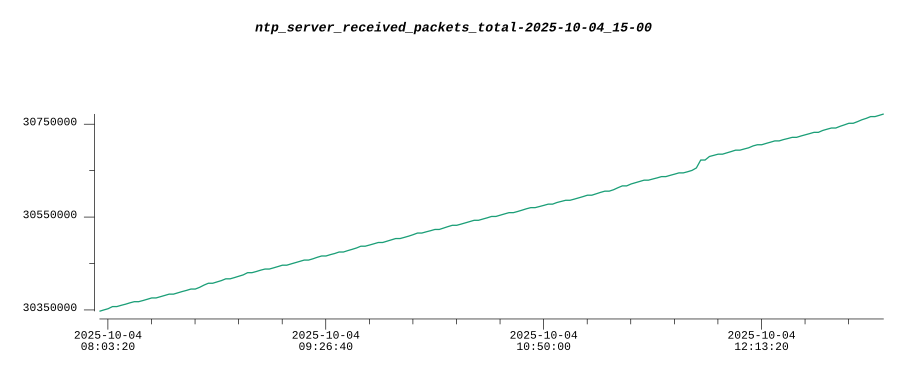 ntp_server_received_packets_total-2025-10-04_15-00
30750000
30550000
30350000
2025-10-04 2025-10-04 2025-10-04 2025-10-04
08:03:20 09:26:40 10:50:00 12:13:20